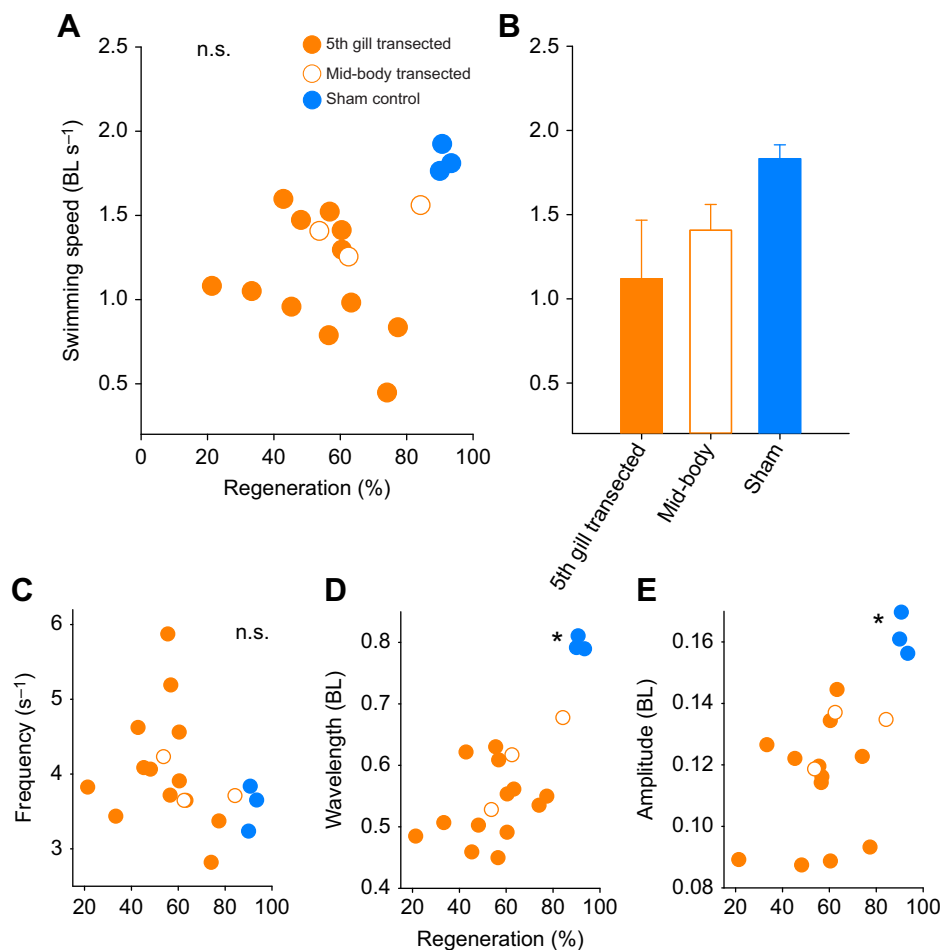 A
n.s.
5th gill transected
Mid-body transected
Sham control
Swimming speed (BL s–1)
2.5
2.0
1.5
1.0
0.5
0
20
40
60
80
100
Regeneration (%)
B
2.5
2.0
1.5
1.0
0.5
5th gill transected
Mid-body
Sham
C
n.s.
Frequency (s–1)
6
5
4
3
20
40
60
80
100
D
*
Wavelength (BL)
0.8
0.7
0.6
0.5
0.4
20
40
60
80
100
Regeneration (%)
E
*
Amplitude (BL)
0.16
0.14
0.12
0.10
0.08
20
40
60
80
100